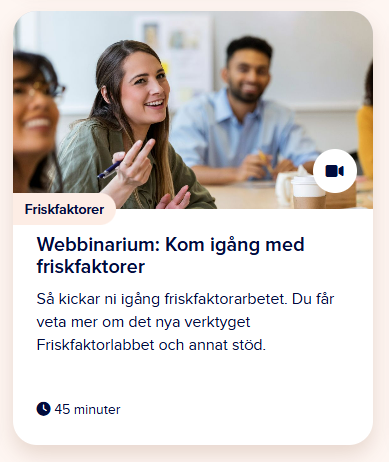 Friskfaktorer
Webbinarium: Kom igång med
friskfaktorer
Så kickar ni igång friskfaktorarbetet. Du får
veta mer om det nya verktyget
Friskfaktorlabbet och annat stöd.
45 minuter